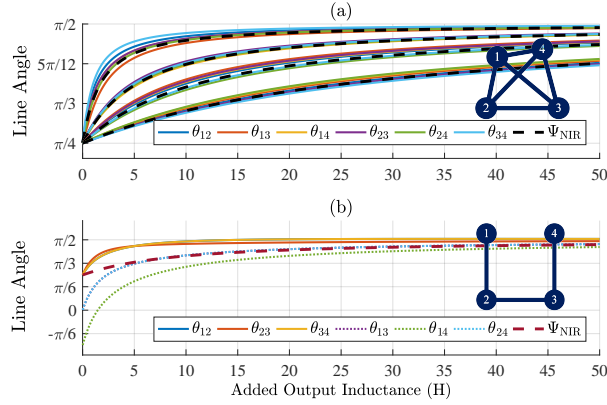 (a)
Line Angle
π/2
5π/12
π/3
π/4
1
4
2
3
θ12 θ13 θ14 θ23 θ24 θ34 ΨNIR
0 5 10 15 20 25 30 35 40 45 50
(b)
Line Angle
π/2
π/3
π/6
0
-π/6
1
4
2
3
θ12 θ23 θ34 θ13 θ14 θ24 ΨNIR
0 5 10 15 20 25 30 35 40 45 50
Added Output Inductance (H)